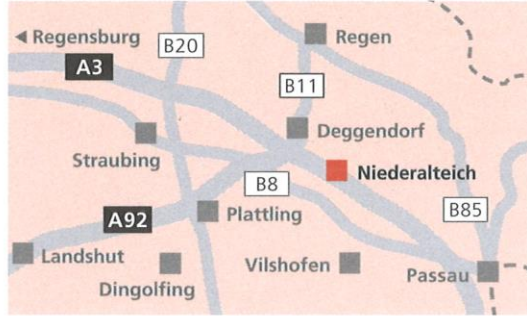 ◄ Regensburg
B20
Regen
A3
B11
Deggendorf
Straubing
Niederalteich
B8
A92
Plattling
B85
Landshut
Vilshofen
Passau
Dingolfing